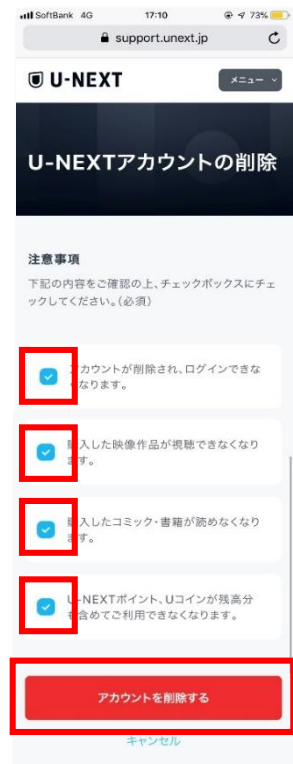 SoftBank 4G 17:10 73%
support.unext.jp
U-NEXT メニュー
U-NEXTアカウントの削除
注意事項
下記の内容をご確認の上、チェックボックスにチェ
ックしてください。(必須)
カウントが削除され、ログインできな
なります。
入した映像作品が視聴できなくなり
す。
入したコミック・書籍が読めなくなり
す。
U-NEXTポイント、Uコインが残高分
含めてご利用できなくなります。
アカウントを削除する
キャンセル